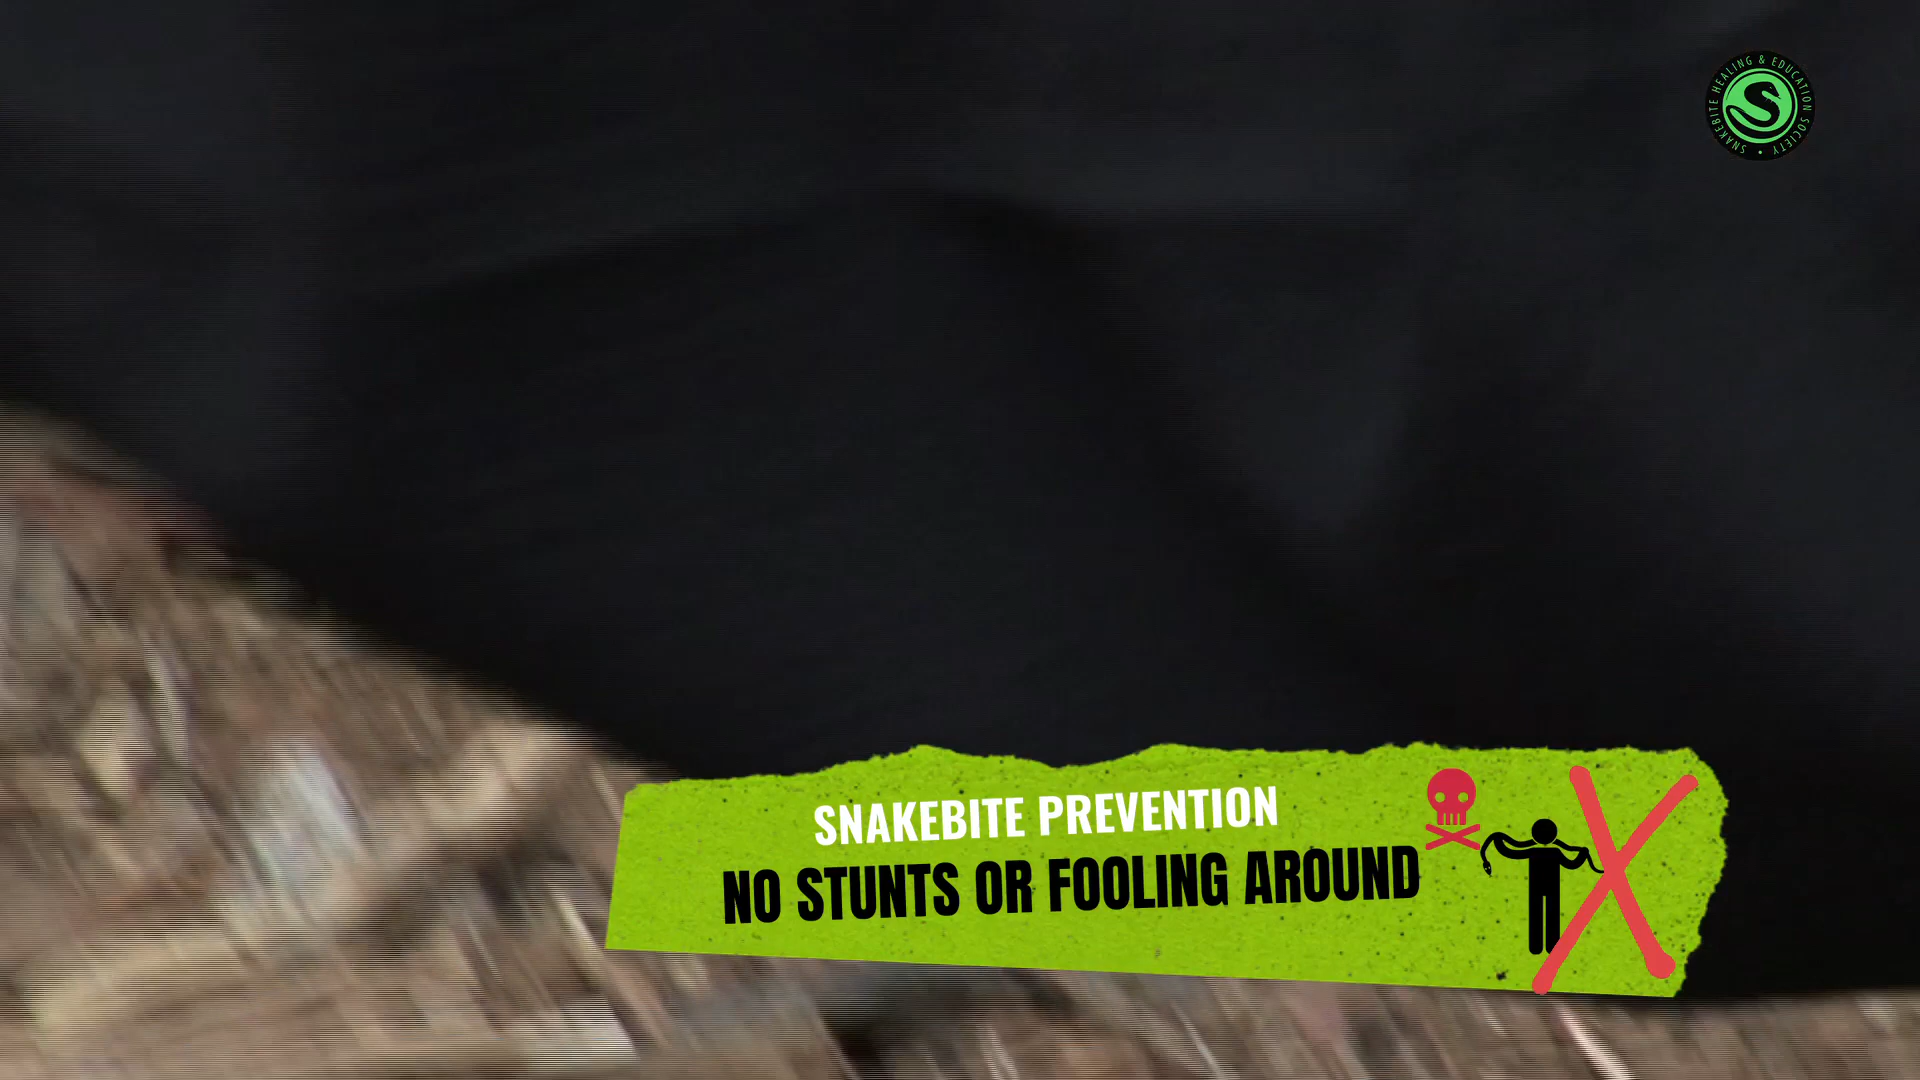 SNAKEBITE HEALING & EDUCATION SOCIETY •
SNAKEBITE PREVENTION
NO STUNTS OR FOOLING AROUND